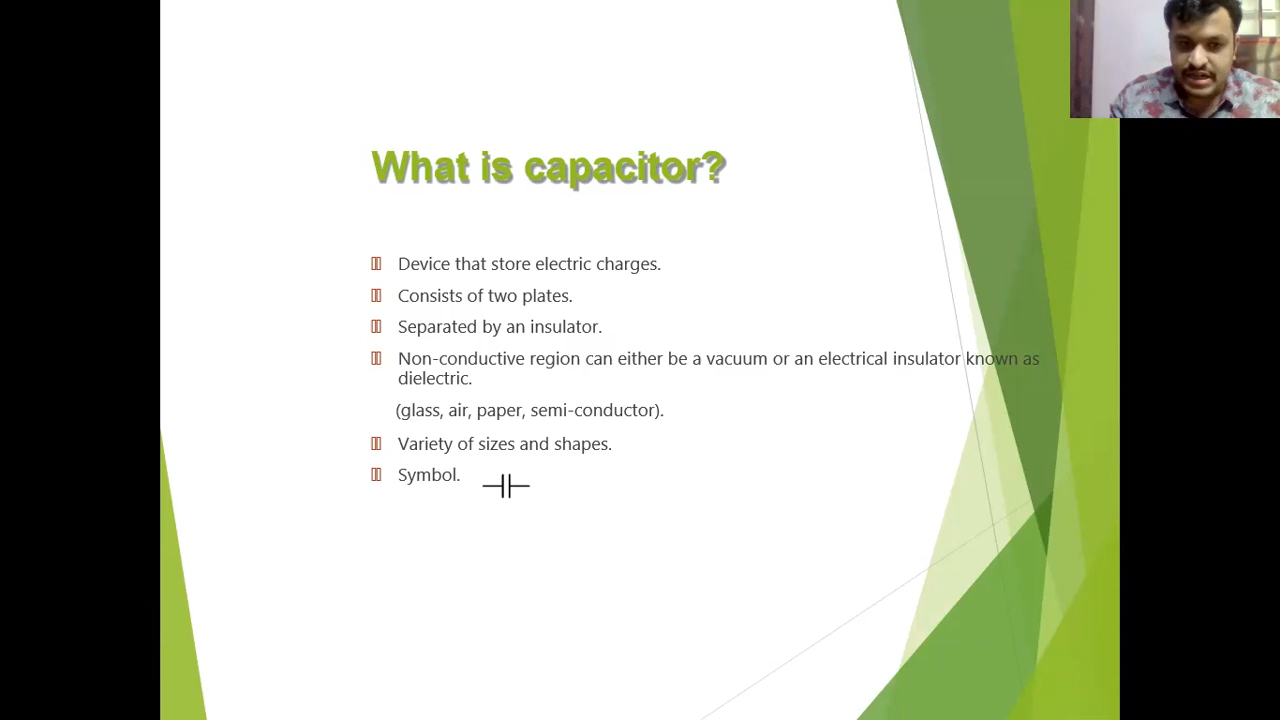 What is capacitor?
Device that store electric charges.
Consists of two plates.
Separated by an insulator.
Non-conductive region can either be a vacuum or an electrical insulator known as
dielectric.
(glass, air, paper, semi-conductor).
Variety of sizes and shapes.
Symbol.